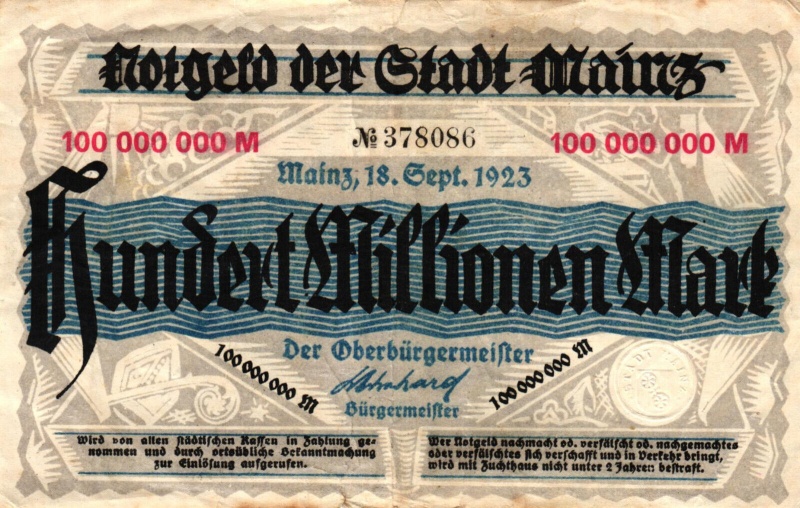 Notgeld der Stadt Mainz
100 000 000 M
№ 378086
100 000 000 M
Mainz, 18. Sept. 1923
Hundert Millionen Mark
Der Oberbürgermeister
100 000 000 M
100 000 000 M
Bürgermeister
Wird von allen städtischen Kassen in Zahlung ge-
nommen und durch ortsübliche Bekanntmachung
zur Einlösung aufgerufen.
Wer Notgeld nachmacht od. verfälscht od. nachgemachtes
oder verfälschtes sich verschafft und in Verkehr bringt,
wird mit Zuchthaus nicht unter 2 Jahren bestraft.